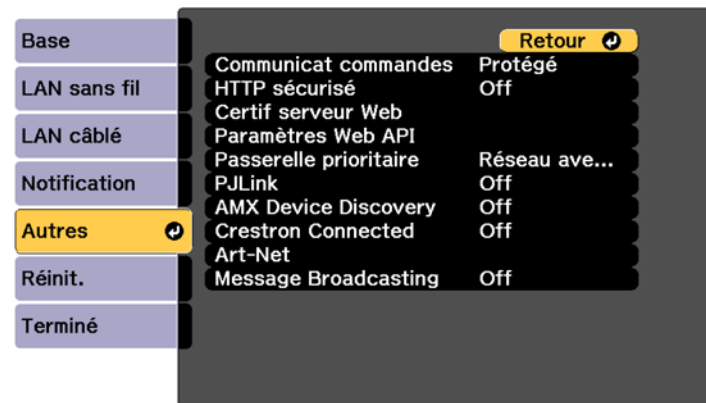 Base
LAN sans fil
LAN câblé
Notification
Autres
Réinit.
Terminé
Retour
Communicat commandes Protégé
HTTP sécurisé Off
Certif serveur Web
Paramètres Web API
Passerelle prioritaire Réseau ave...
PJLink Off
AMX Device Discovery Off
Crestron Connected Off
Art-Net
Message Broadcasting Off